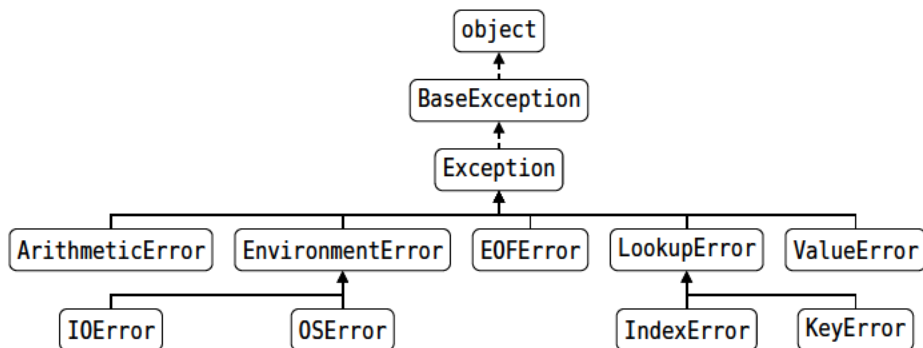 object
BaseException
Exception
ArithmeticError EnvironmentError EOFError LookupError ValueError
IOError OSError IndexError KeyError